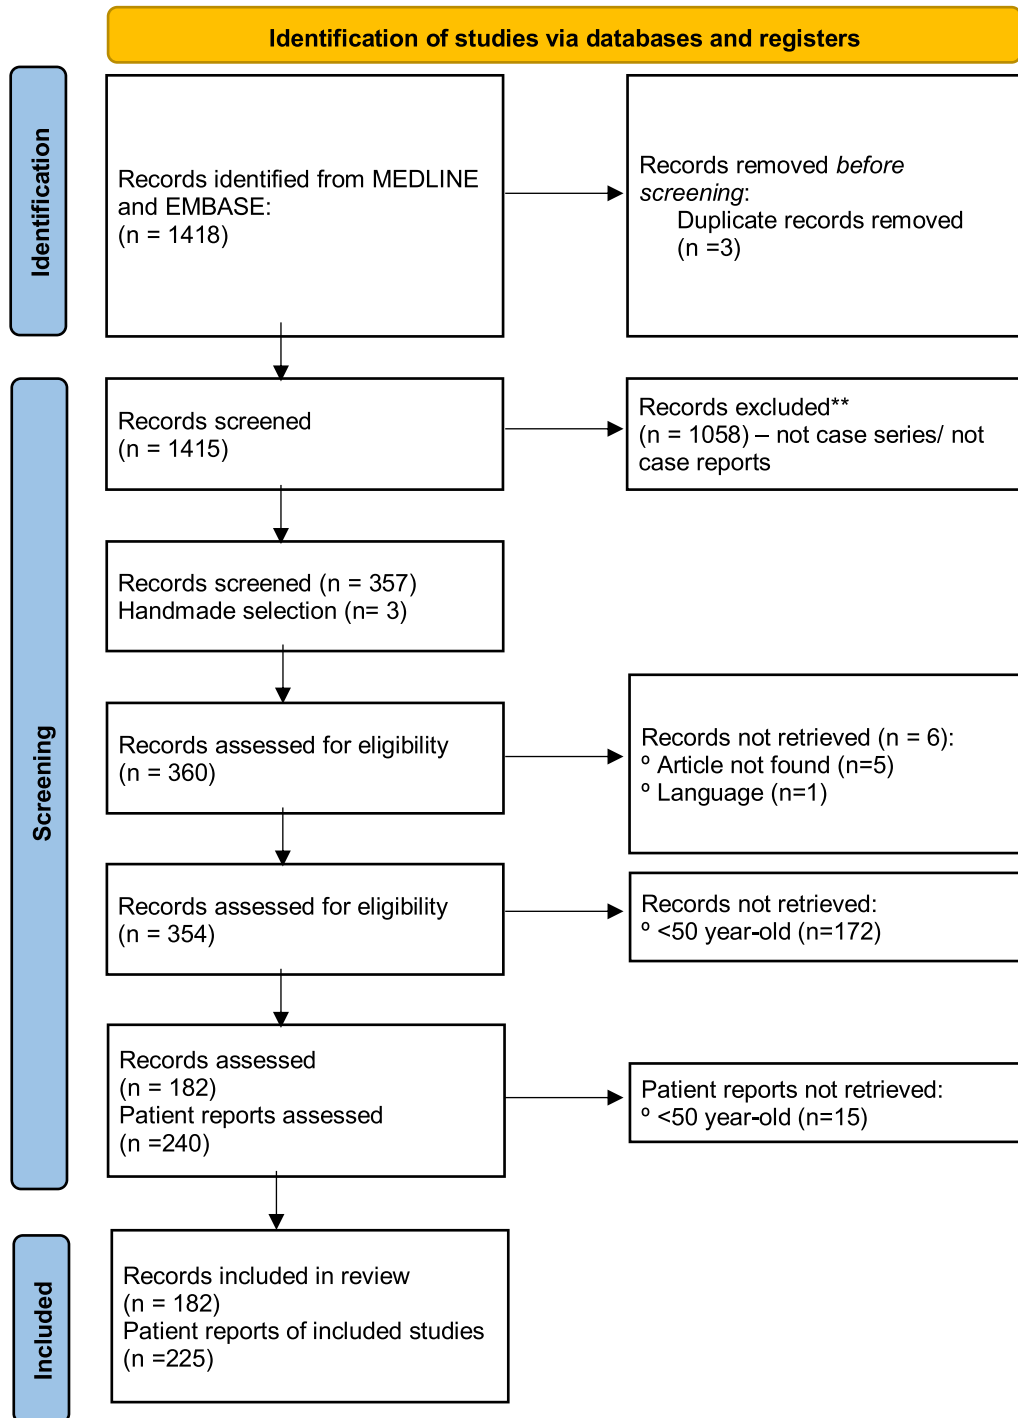 Identification of studies via databases and registers
Identification
Records identified from MEDLINE
and EMBASE:
(n = 1418)
Records removed before
screening:
Duplicate records removed
(n =3)
Screening
Records screened
(n = 1415)
Records excluded**
(n = 1058) – not case series/ not
case reports
Records screened (n = 357)
Handmade selection (n= 3)
Records assessed for eligibility
(n = 360)
Records not retrieved (n = 6):
º Article not found (n=5)
º Language (n=1)
Records assessed for eligibility
(n = 354)
Records not retrieved:
º <50 year-old (n=172)
Records assessed
(n = 182)
Patient reports assessed
(n =240)
Patient reports not retrieved:
º <50 year-old (n=15)
Included
Records included in review
(n = 182)
Patient reports of included studies
(n =225)